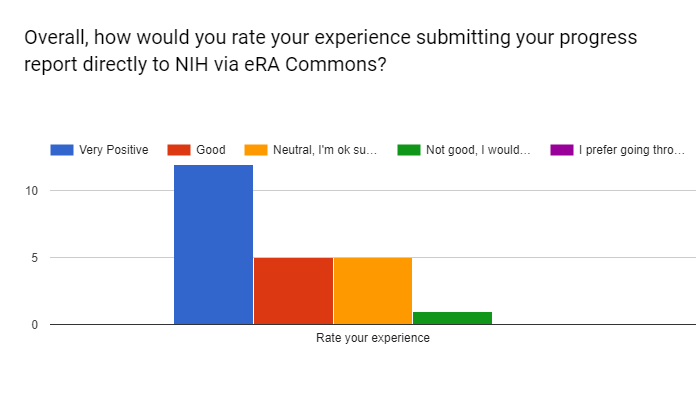 Overall, how would you rate your experience submitting your progress
report directly to NIH via eRA Commons?
Very Positive Good Neutral, I'm ok su... Not good, I would... I prefer going thro...
10
5
0
Rate your experience